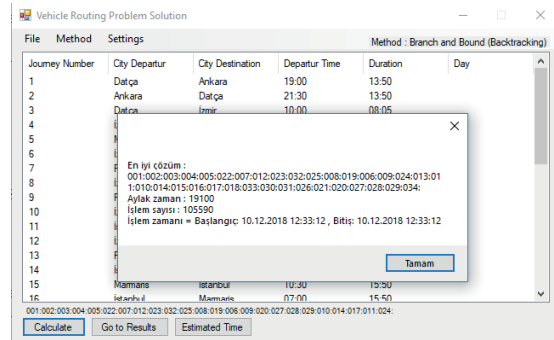 Vehicle Routing Problem Solution
File Method Settings
Method : Branch and Bound (Backtracking)
Journey Number City Departur City Destination Departur Time Duration Day
1 Datça Ankara 19:00 13:50
2 Ankara Datça 21:30 13:50
3 Datça İzmir 10:00 08:05
4
5
6
7
8
9
10
11
12
13
14
15 Marmaris İstanbul 10:30 15:50
16 İstanbul Marmaris 07:00 15:50
En iyi çözüm :
001:002:003:004:005:022:007:012:023:032:025:008:019:006:009:024:013:01
1:010:014:015:016:017:018:033:030:031:026:021:020:027:028:029:034:
Aylak zaman : 19100
İşlem sayısı : 105590
İşlem zamanı = Başlangıç: 10.12.2018 12:33:12 , Bitiş: 10.12.2018 12:33:12
Tamam
001:002:003:004:005:022:007:012:023:032:025:008:019:006:009:020:027:028:029:010:014:017:011:024:
Calculate Go to Results Estimated Time